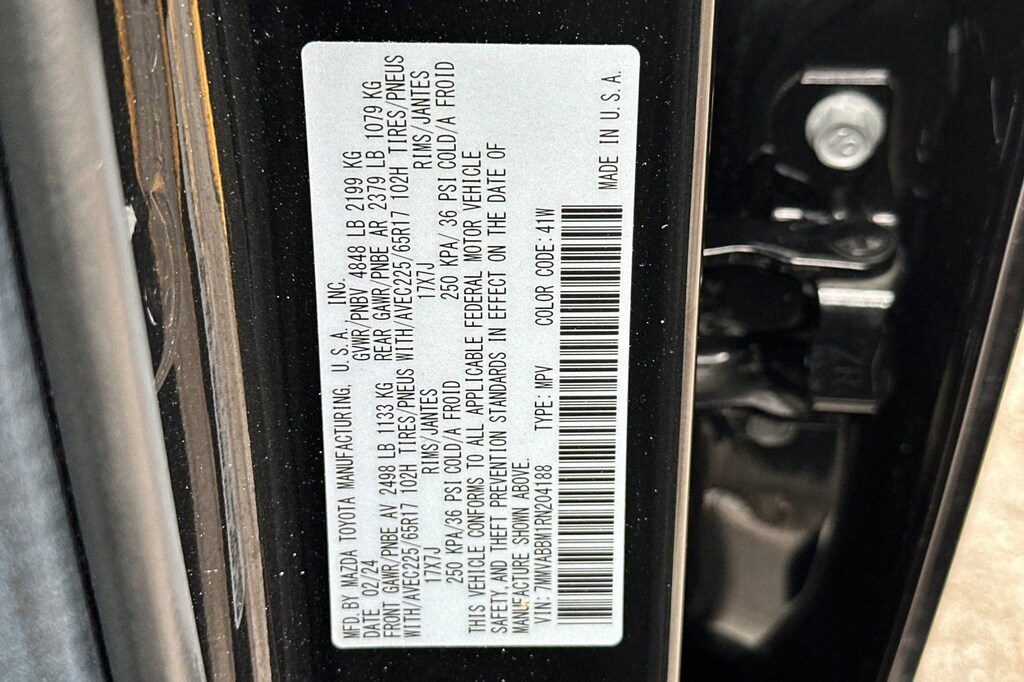 MFD.BY MAZDA TOYOTA MANUFACTURING, U.S.A. INC.
DATE 02/24 GVWR/PNBV 4848 LB 2199 KG
FRONT GAWR/PNBE AV 2498 LB 1133 KG REAR GAWR/PNBE AR 2379 LB 1079 KG
WITH/AVEC225/65R17 102H TIRES/PNEUS WITH/AVEC225/65R17 102H TIRES/PNEUS
17X7J RIMS/JANTES 17X7J RIMS/JANTES
250 KPA/36 PSI COLD/A FROID 250 KPA/ 36 PSI COLD/A FROID
THIS VEHICLE CONFORMS TO ALL APPLICABLE FEDERAL MOTOR VEHICLE
SAFETY, AND THEFT PREVENTION STANDARDS IN EFFECT ON THE DATE OF
MANUFACTURE SHOWN ABOVE.
VIN: 7MMVABBM1RN204188 TYPE: MPV COLOR CODE: 41W
MADE IN U.S.A.